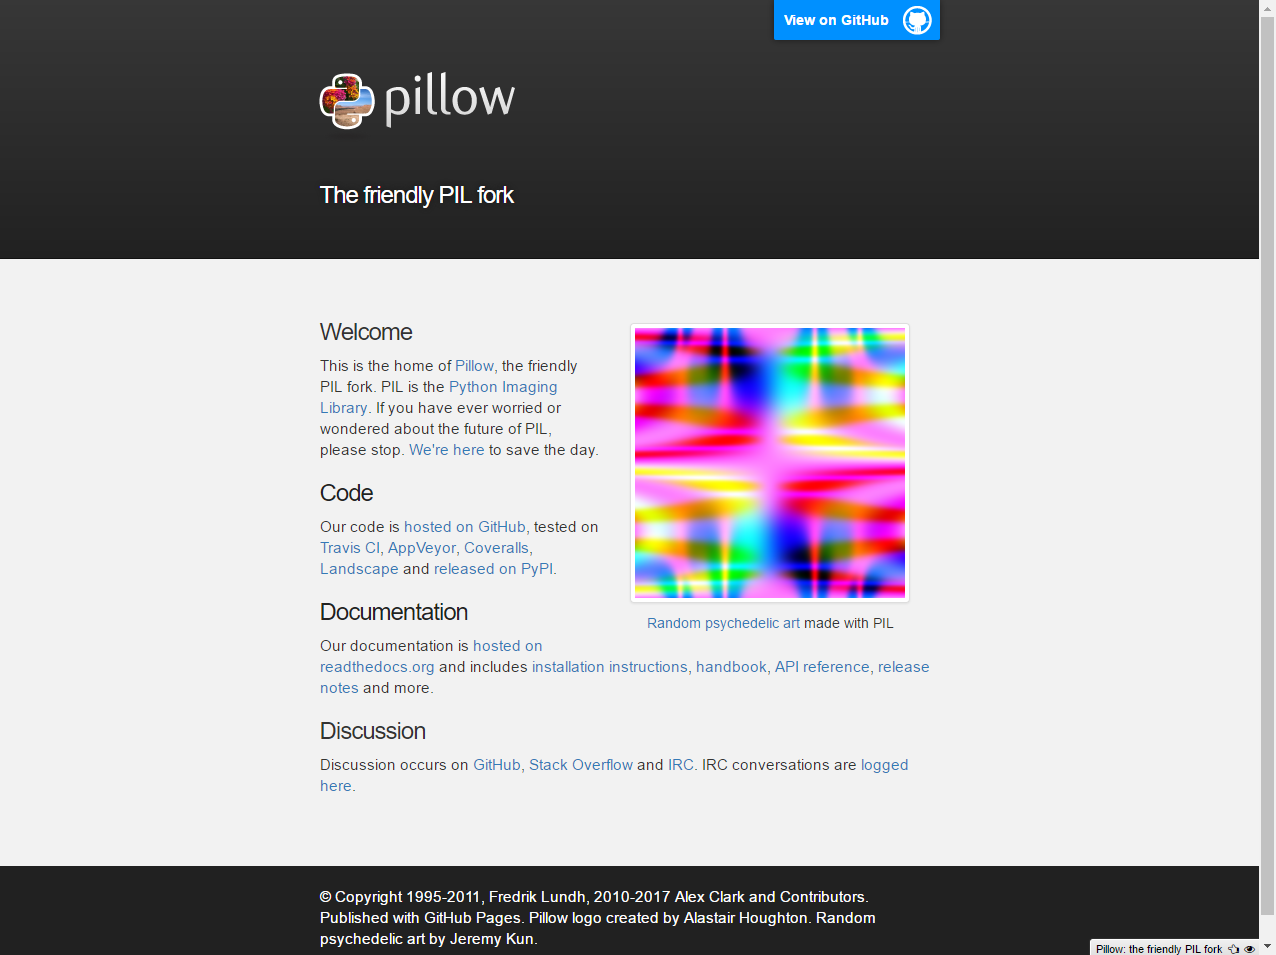 View on GitHub
pillow
The friendly PIL fork
Welcome
This is the home of Pillow, the friendly
PIL fork. PIL is the Python Imaging
Library. If you have ever worried or
wondered about the future of PIL,
please stop. We're here to save the day.
Code
Our code is hosted on GitHub, tested on
Travis CI, AppVeyor, Coveralls,
Landscape and released on PyPI.
Random psychedelic art made with PIL
Documentation
Our documentation is hosted on
readthedocs.org and includes installation instructions, handbook, API reference, release
notes and more.
Discussion
Discussion occurs on GitHub, Stack Overflow and IRC. IRC conversations are logged
here.
© Copyright 1995-2011, Fredrik Lundh, 2010-2017 Alex Clark and Contributors.
Published with GitHub Pages. Pillow logo created by Alastair Houghton. Random
psychedelic art by Jeremy Kun.
Pillow: the friendly PIL fork